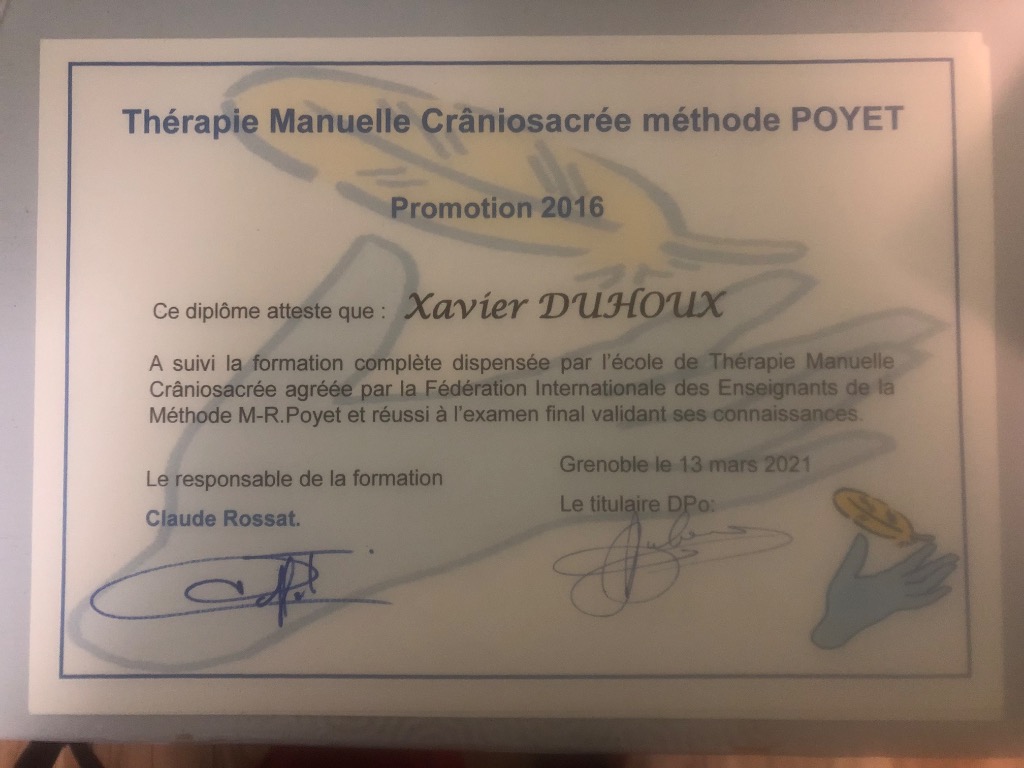 Thérapie Manuelle Crâniosacrée méthode POYET
Promotion 2016
Ce diplôme atteste que : Xavier DUHOUX
A suivi la formation complète dispensée par l'école de Thérapie Manuelle
Crâniosacrée agréée par la Fédération Internationale des Enseignants de la
Méthode M-R.Poyet et réussi à l'examen final validant ses connaissances.
Le responsable de la formation
Claude Rossat.
Grenoble le 13 mars 2021
Le titulaire DPo: